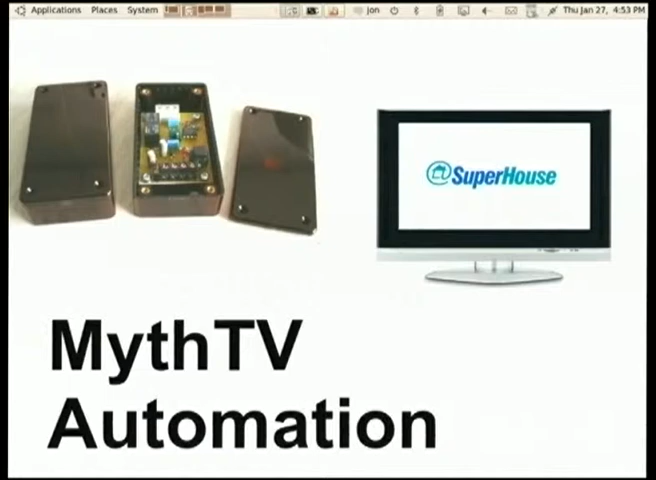 Applications Places System jon Thu Jan 27, 4:53 PM
@SuperHouse
MythTV
Automation